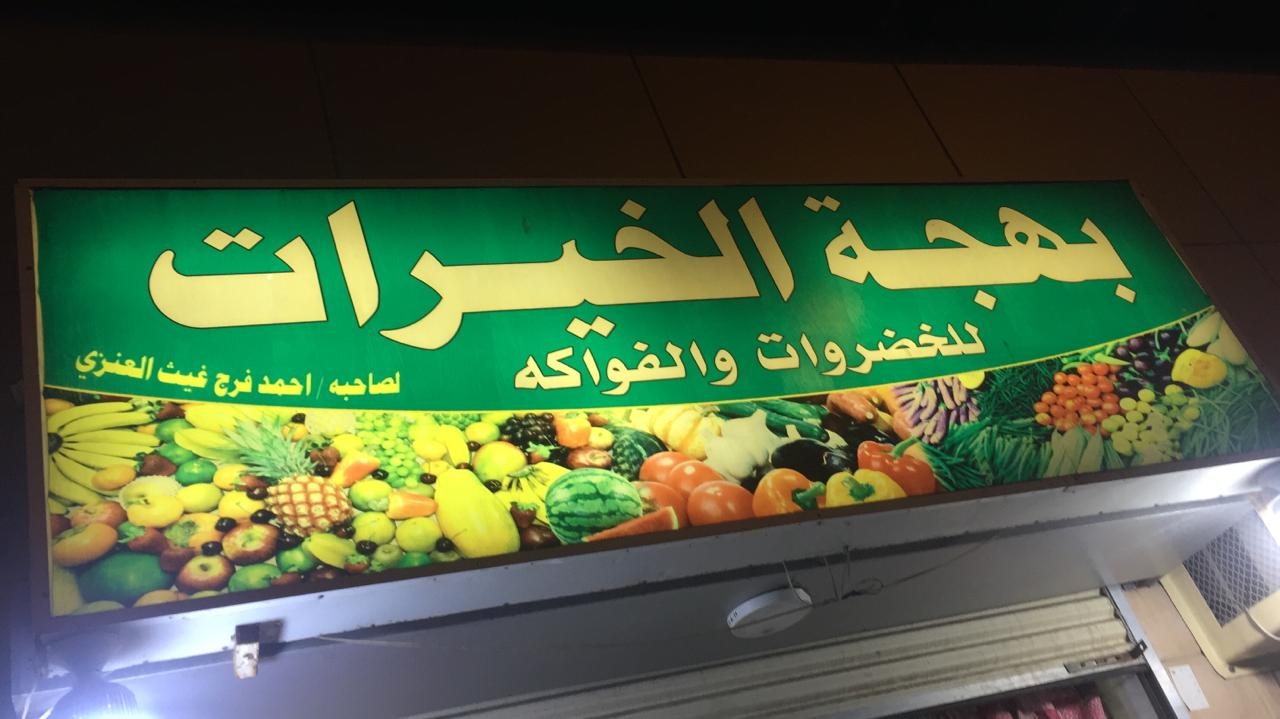 بهجة الخيرات
للخضروات والفواكه
لصاحبه / احمد فرج غيث العنزي